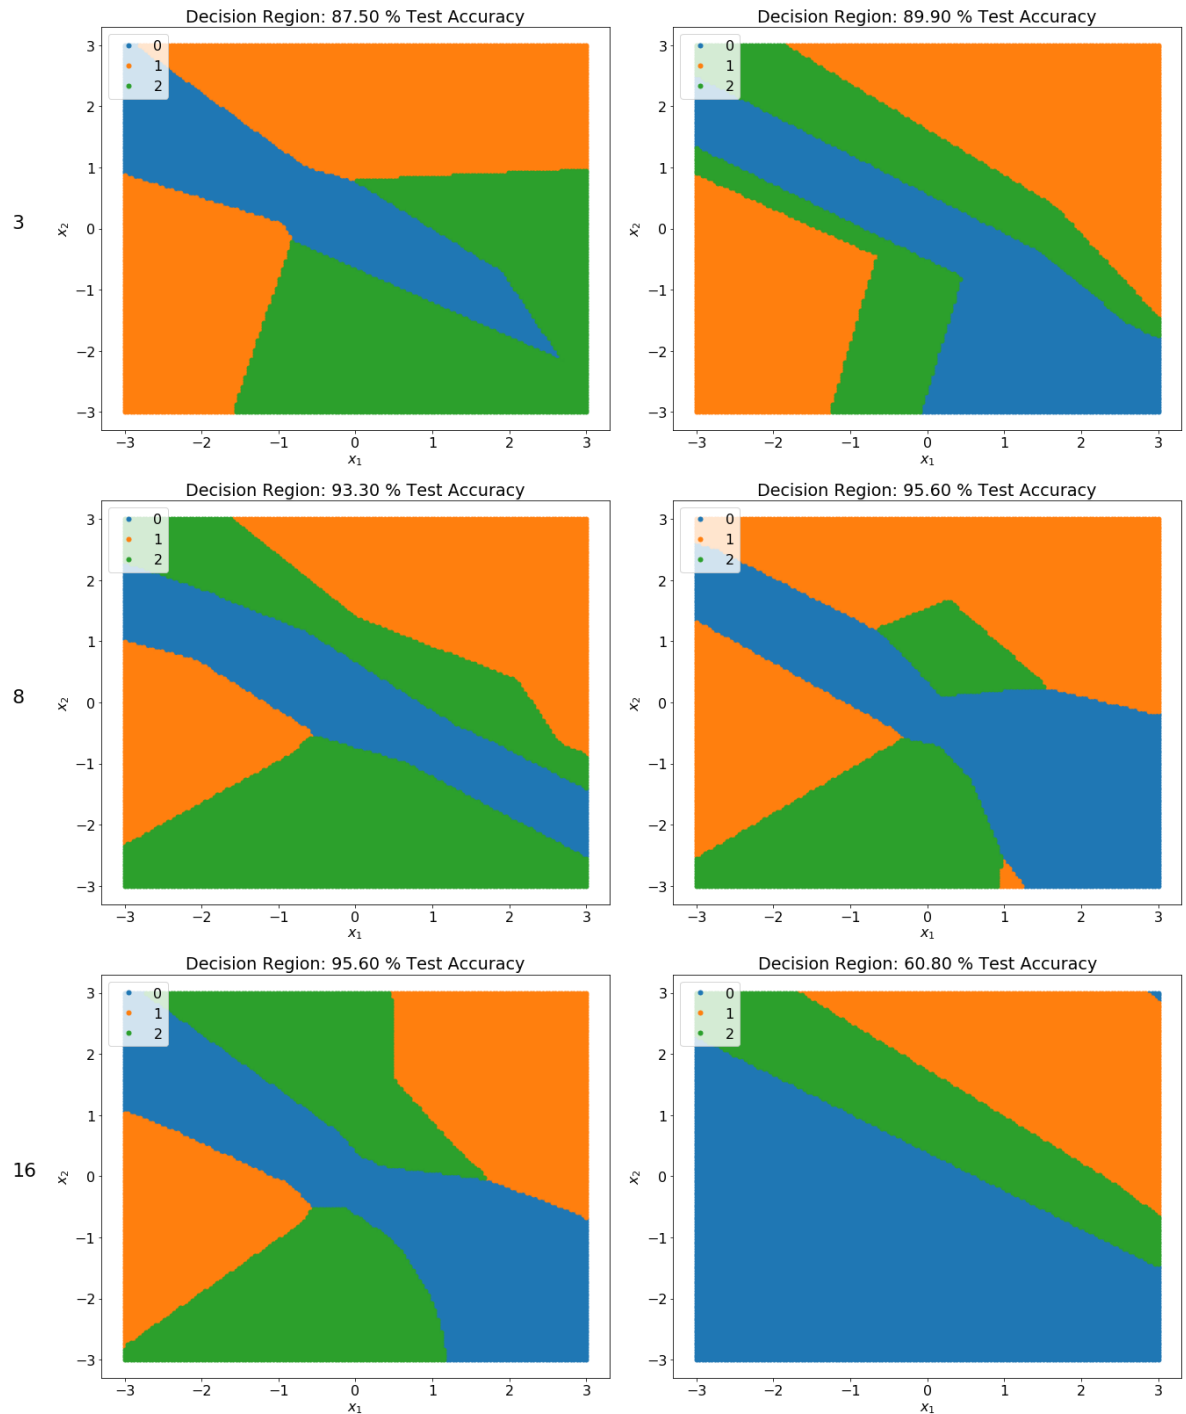 Decision Region: 87.50 % Test Accuracy
3
x₂
3
2
1
0
−1
−2
−3
0
1
2
−3 −2 −1 0 1 2 3
x₁
Decision Region: 89.90 % Test Accuracy
x₂
3
2
1
0
−1
−2
−3
0
1
2
−3 −2 −1 0 1 2 3
x₁
Decision Region: 93.30 % Test Accuracy
8
x₂
3
2
1
0
−1
−2
−3
0
1
2
−3 −2 −1 0 1 2 3
x₁
Decision Region: 95.60 % Test Accuracy
x₂
3
2
1
0
−1
−2
−3
0
1
2
−3 −2 −1 0 1 2 3
x₁
Decision Region: 95.60 % Test Accuracy
16
x₂
3
2
1
0
−1
−2
−3
0
1
2
−3 −2 −1 0 1 2 3
x₁
Decision Region: 60.80 % Test Accuracy
x₂
3
2
1
0
−1
−2
−3
0
1
2
−3 −2 −1 0 1 2 3
x₁